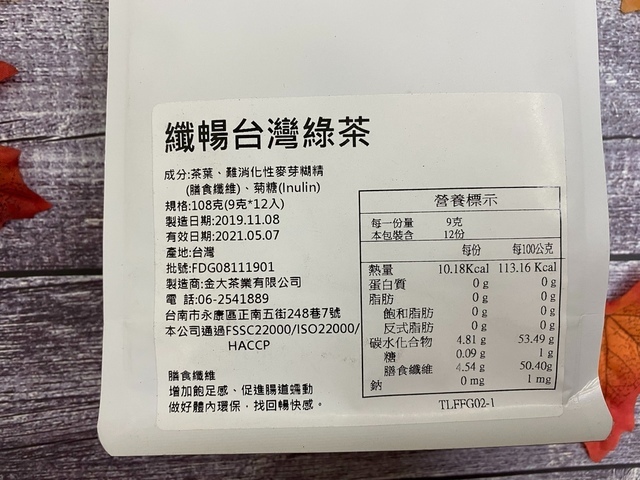 纖暢台灣綠茶
成分:茶葉、難消化性麥芽糊精
(膳食纖維)、菊糖(Inulin)
規格:108克(9克*12入)
製造日期:2019.11.08
有效日期:2021.05.07
產地:台灣
批號:FDG08111901
製造商:金大茶業有限公司
電 話:06-2541889
台南市永康區正南五街248巷7號
本公司通過FSSC22000/ISO22000/
HACCP
膳食纖維
增加飽足感、促進腸道蠕動
做好體內環保，找回暢快感。
營養標示
每一份量 9克
本包裝含 12份
每份 每100公克
熱量 10.18Kcal 113.16 Kcal
蛋白質 0 g 0 g
脂肪 0 g 0 g
飽和脂肪 0 g 0 g
反式脂肪 0 g 0 g
碳水化合物 4.81 g 53.49 g
糖 0.09 g 1 g
膳食纖維 4.54 g 50.40g
鈉 0 mg 1 mg
TLFFG02-1